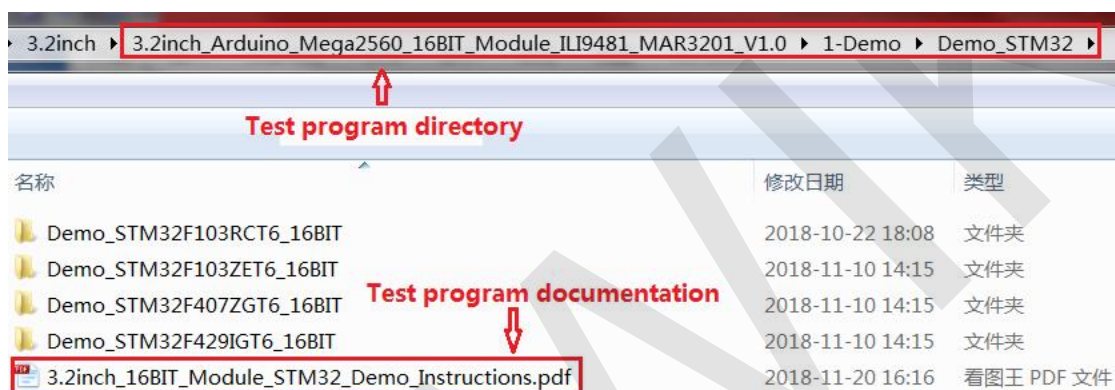 3.2inch ▸ 3.2inch_Arduino_Mega2560_16BIT_Module_ILI9481_MAR3201_V1.0 ▸ 1-Demo ▸ Demo_STM32 ▸
Test program directory
名称 修改日期 类型
Demo_STM32F103RCT6_16BIT 2018-10-22 18:08 文件夹
Demo_STM32F103ZET6_16BIT 2018-11-10 14:15 文件夹
Demo_STM32F407ZGT6_16BIT 2018-11-10 14:15 文件夹
Test program documentation
Demo_STM32F429IGT6_16BIT 2018-11-10 14:15 文件夹
3.2inch_16BIT_Module_STM32_Demo_Instructions.pdf 2018-11-20 16:16 看图王 PDF 文件